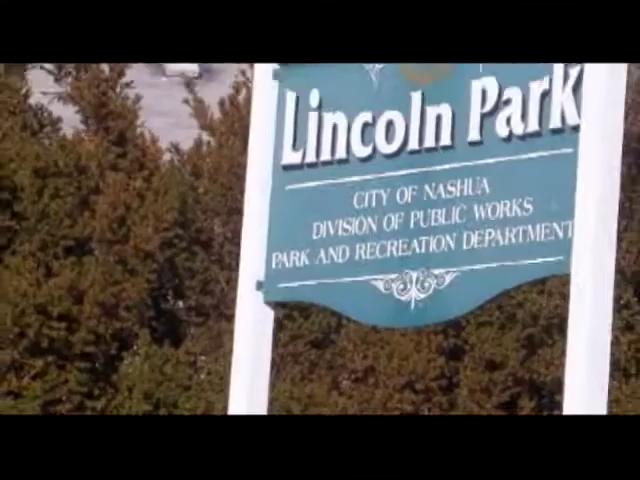 Lincoln Park
CITY OF NASHUA
DIVISION OF PUBLIC WORKS
PARK AND RECREATION DEPARTMENT